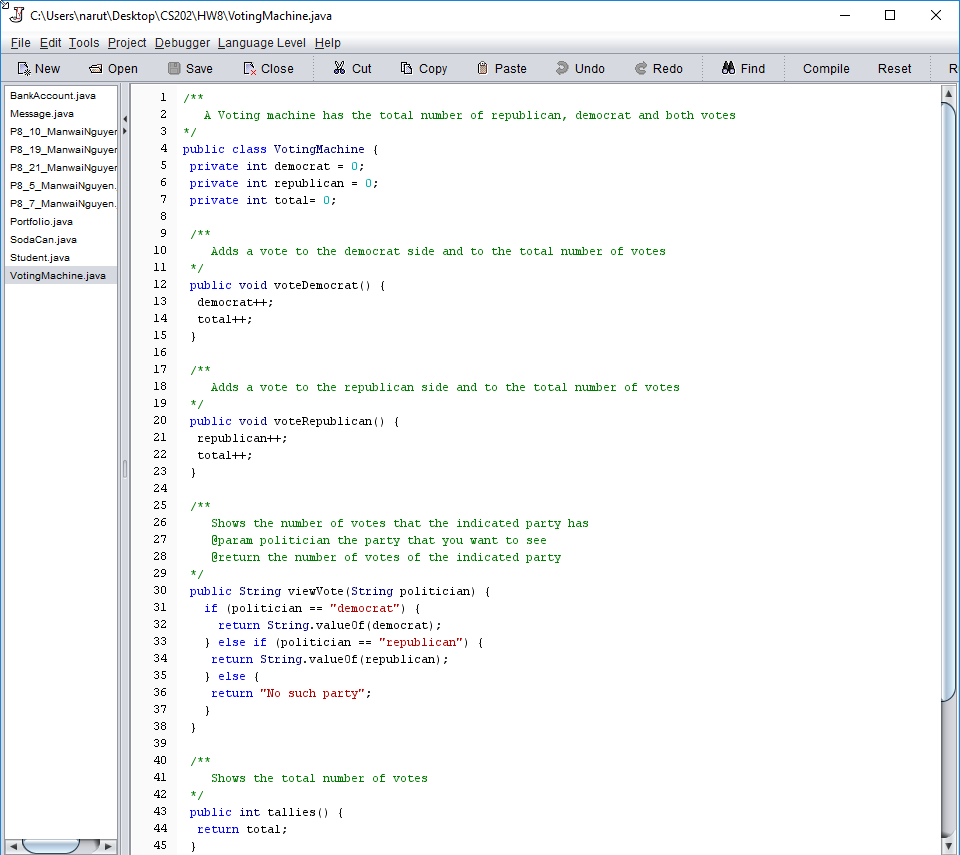 C:\Users\narut\Desktop\CS202\HW8\VotingMachine.java
File Edit Tools Project Debugger Language Level Help
New Open Save Close Cut Copy Paste Undo Redo Find Compile Reset
BankAccount.java
Message.java
P8_10_ManwaiNguyen
P8_19_ManwaiNguyen
P8_21_ManwaiNguyen
P8_5_ManwaiNguyen.
P8_7_ManwaiNguyen.
Portfolio.java
SodaCan.java
Student.java
VotingMachine.java
1 /**
2 A Voting machine has the total number of republican, democrat and both votes
3 */
4 public class VotingMachine {
5 private int democrat = 0;
6 private int republican = 0;
7 private int total= 0;
8
9 /**
10 Adds a vote to the democrat side and to the total number of votes
11 */
12 public void voteDemocrat() {
13 democrat++;
14 total++;
15 }
16
17 /**
18 Adds a vote to the republican side and to the total number of votes
19 */
20 public void voteRepublican() {
21 republican++;
22 total++;
23 }
24
25 /**
26 Shows the number of votes that the indicated party has
27 @param politician the party that you want to see
28 @return the number of votes of the indicated party
29 */
30 public String viewVote(String politician) {
31 if (politician == "democrat") {
32 return String.valueOf(democrat);
33 } else if (politician == "republican") {
34 return String.valueOf(republican);
35 } else {
36 return "No such party";
37 }
38 }
39
40 /**
41 Shows the total number of votes
42 */
43 public int tallies() {
44 return total;
45 }